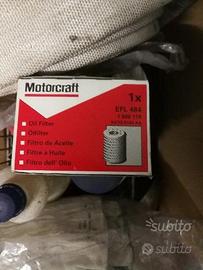 Motorcraft
1x
EFL 484
Oil Filter
Ölfilter
Filtro de Aceite
Filtre à Huile
Filtro dell' Olio
subito
subito